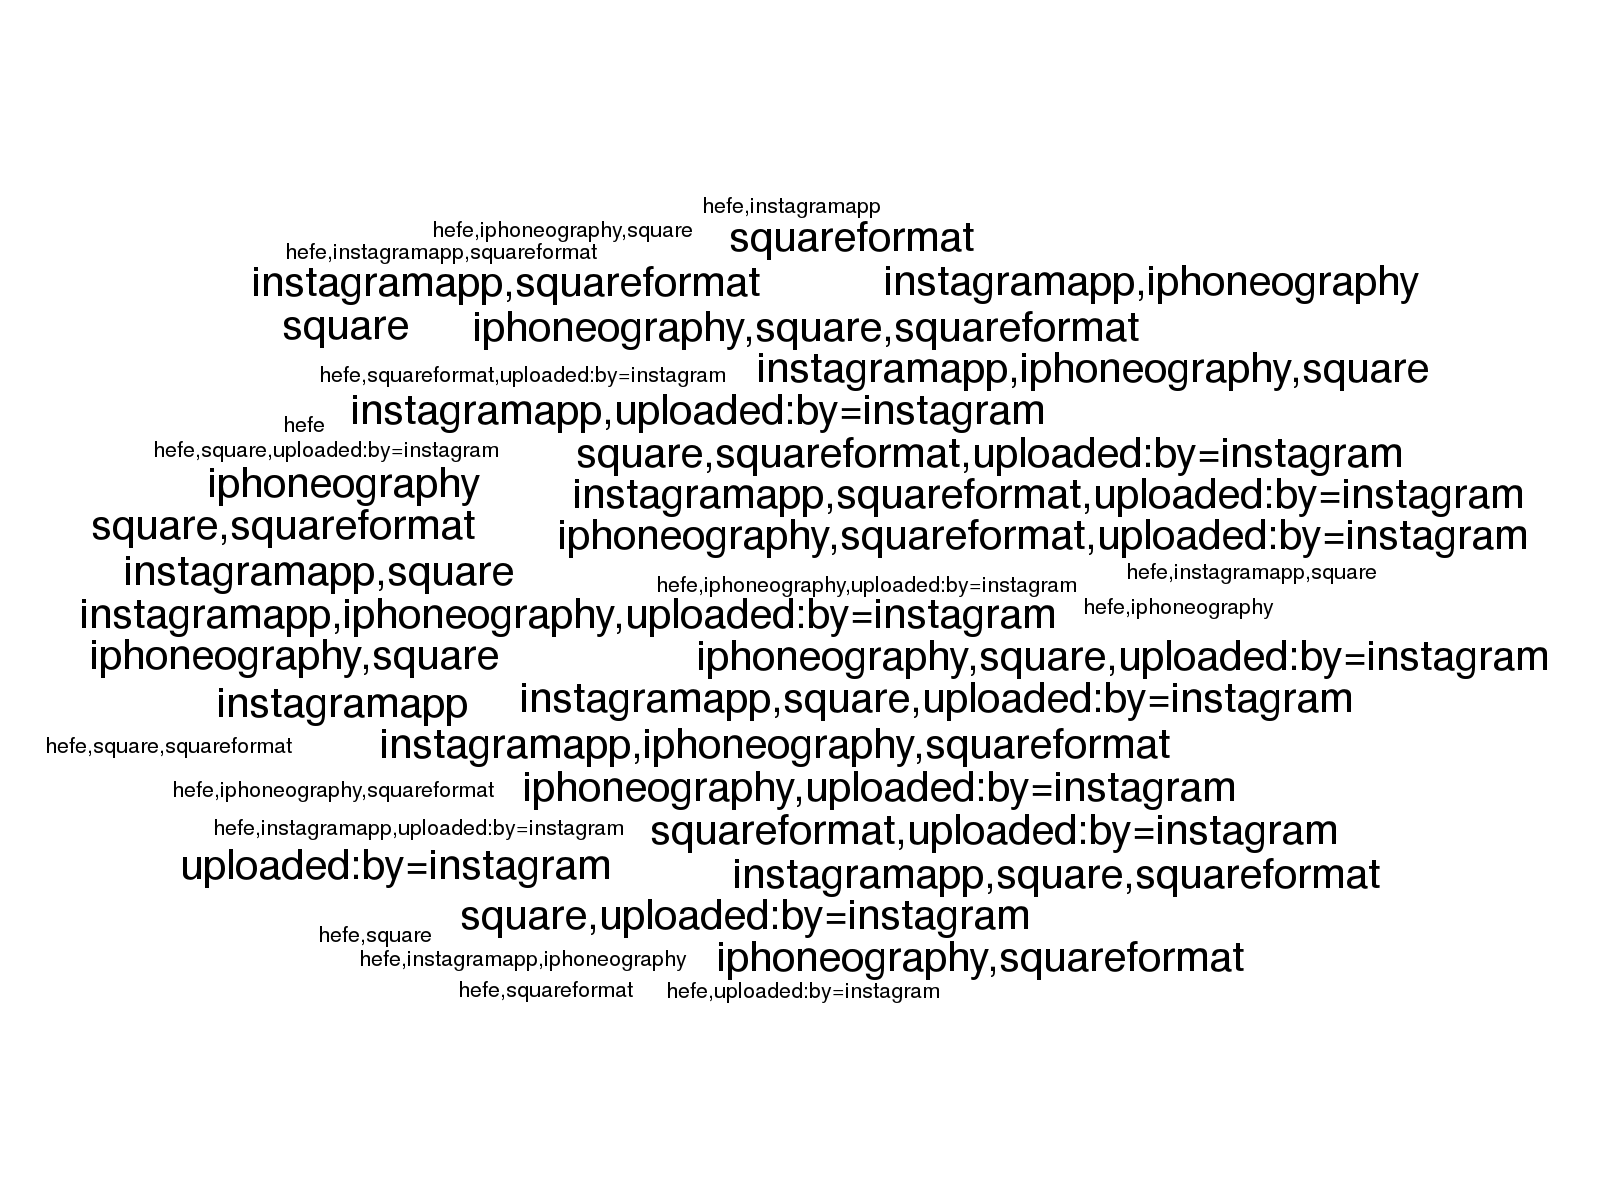 hefe,instagramapp
hefe,iphoneography,square
squareformat
hefe,instagramapp,squareformat
instagramapp,squareformat
instagramapp,iphoneography
square
iphoneography,square,squareformat
hefe,squareformat,uploaded:by=instagram
instagramapp,iphoneography,square
instagramapp,uploaded:by=instagram
hefe
hefe,square,uploaded:by=instagram
square,squareformat,uploaded:by=instagram
iphoneography
instagramapp,squareformat,uploaded:by=instagram
square,squareformat
iphoneography,squareformat,uploaded:by=instagram
instagramapp,square
hefe,iphoneography,uploaded:by=instagram
hefe,instagramapp,square
instagramapp,iphoneography,uploaded:by=instagram
hefe,iphoneography
iphoneography,square
iphoneography,square,uploaded:by=instagram
instagramapp
instagramapp,square,uploaded:by=instagram
hefe,square,squareformat
instagramapp,iphoneography,squareformat
hefe,iphoneography,squareformat
iphoneography,uploaded:by=instagram
hefe,instagramapp,uploaded:by=instagram
squareformat,uploaded:by=instagram
uploaded:by=instagram
instagramapp,square,squareformat
square,uploaded:by=instagram
hefe,square
hefe,instagramapp,iphoneography
iphoneography,squareformat
hefe,squareformat
hefe,uploaded:by=instagram